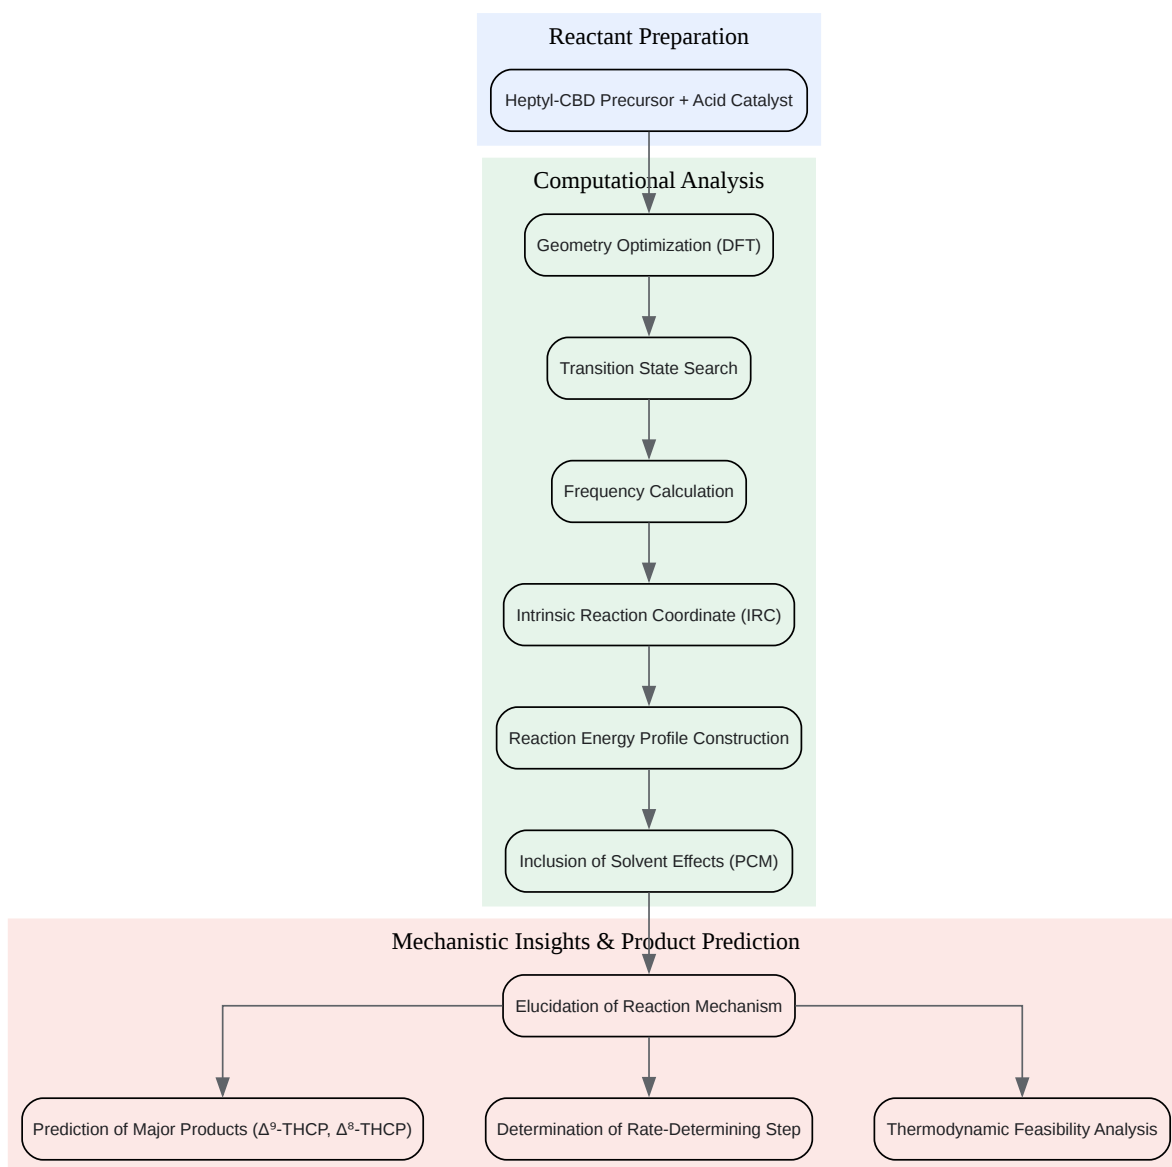 Reactant Preparation
Heptyl-CBD Precursor + Acid Catalyst
Computational Analysis
Geometry Optimization (DFT)
Transition State Search
Frequency Calculation
Intrinsic Reaction Coordinate (IRC)
Reaction Energy Profile Construction
Inclusion of Solvent Effects (PCM)
Mechanistic Insights & Product Prediction
Elucidation of Reaction Mechanism
Prediction of Major Products (Δ⁹-THCP, Δ⁸-THCP)
Determination of Rate-Determining Step
Thermodynamic Feasibility Analysis